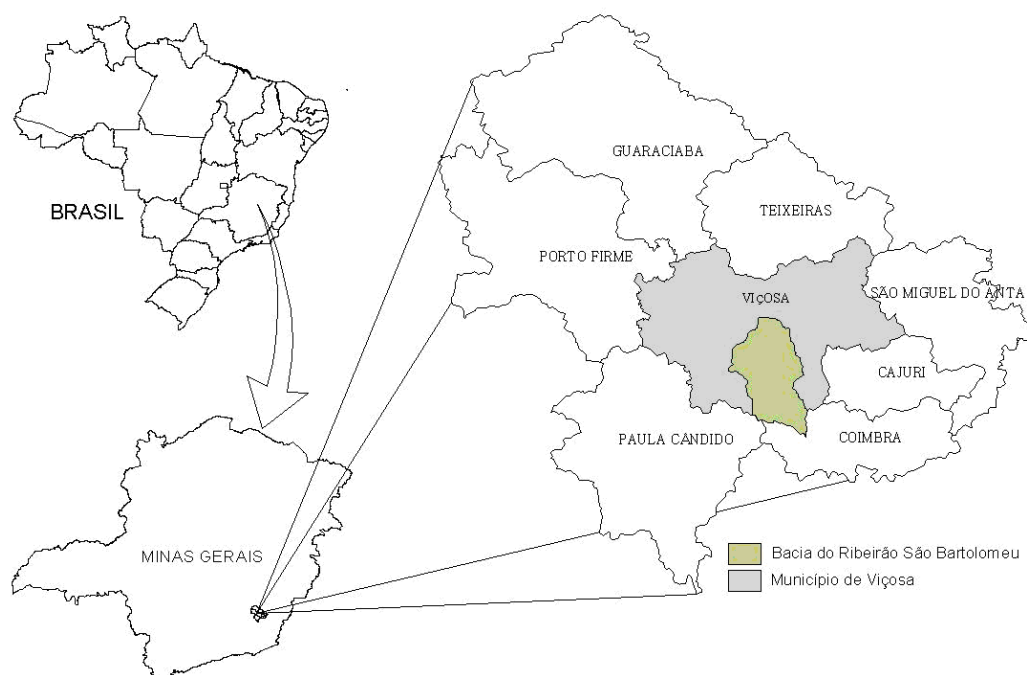 BRASIL
MINAS GERAIS
GUARACIABA
TEIXEIRAS
PORTO FIRME
VIçOSA
SÃO MIGUEL DO ANTA
CAJURI
PAULA CANDIDO
COIMBRA
Bacia do Ribeirão São Bartolomeu
Município de Viçosa